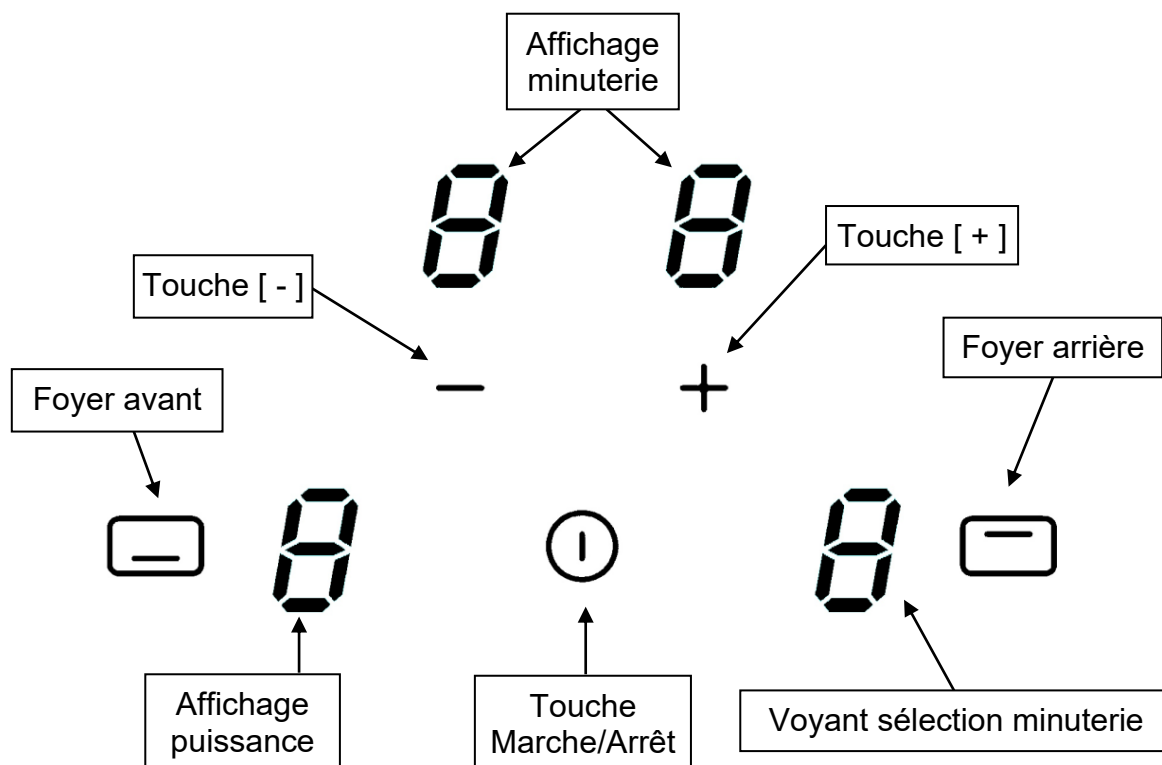 Affichage
minuterie
Touche [ + ]
Touche [ - ]
Foyer arrière
Foyer avant
Affichage
puissance
Touche
Marche/Arrêt
Voyant sélection minuterie